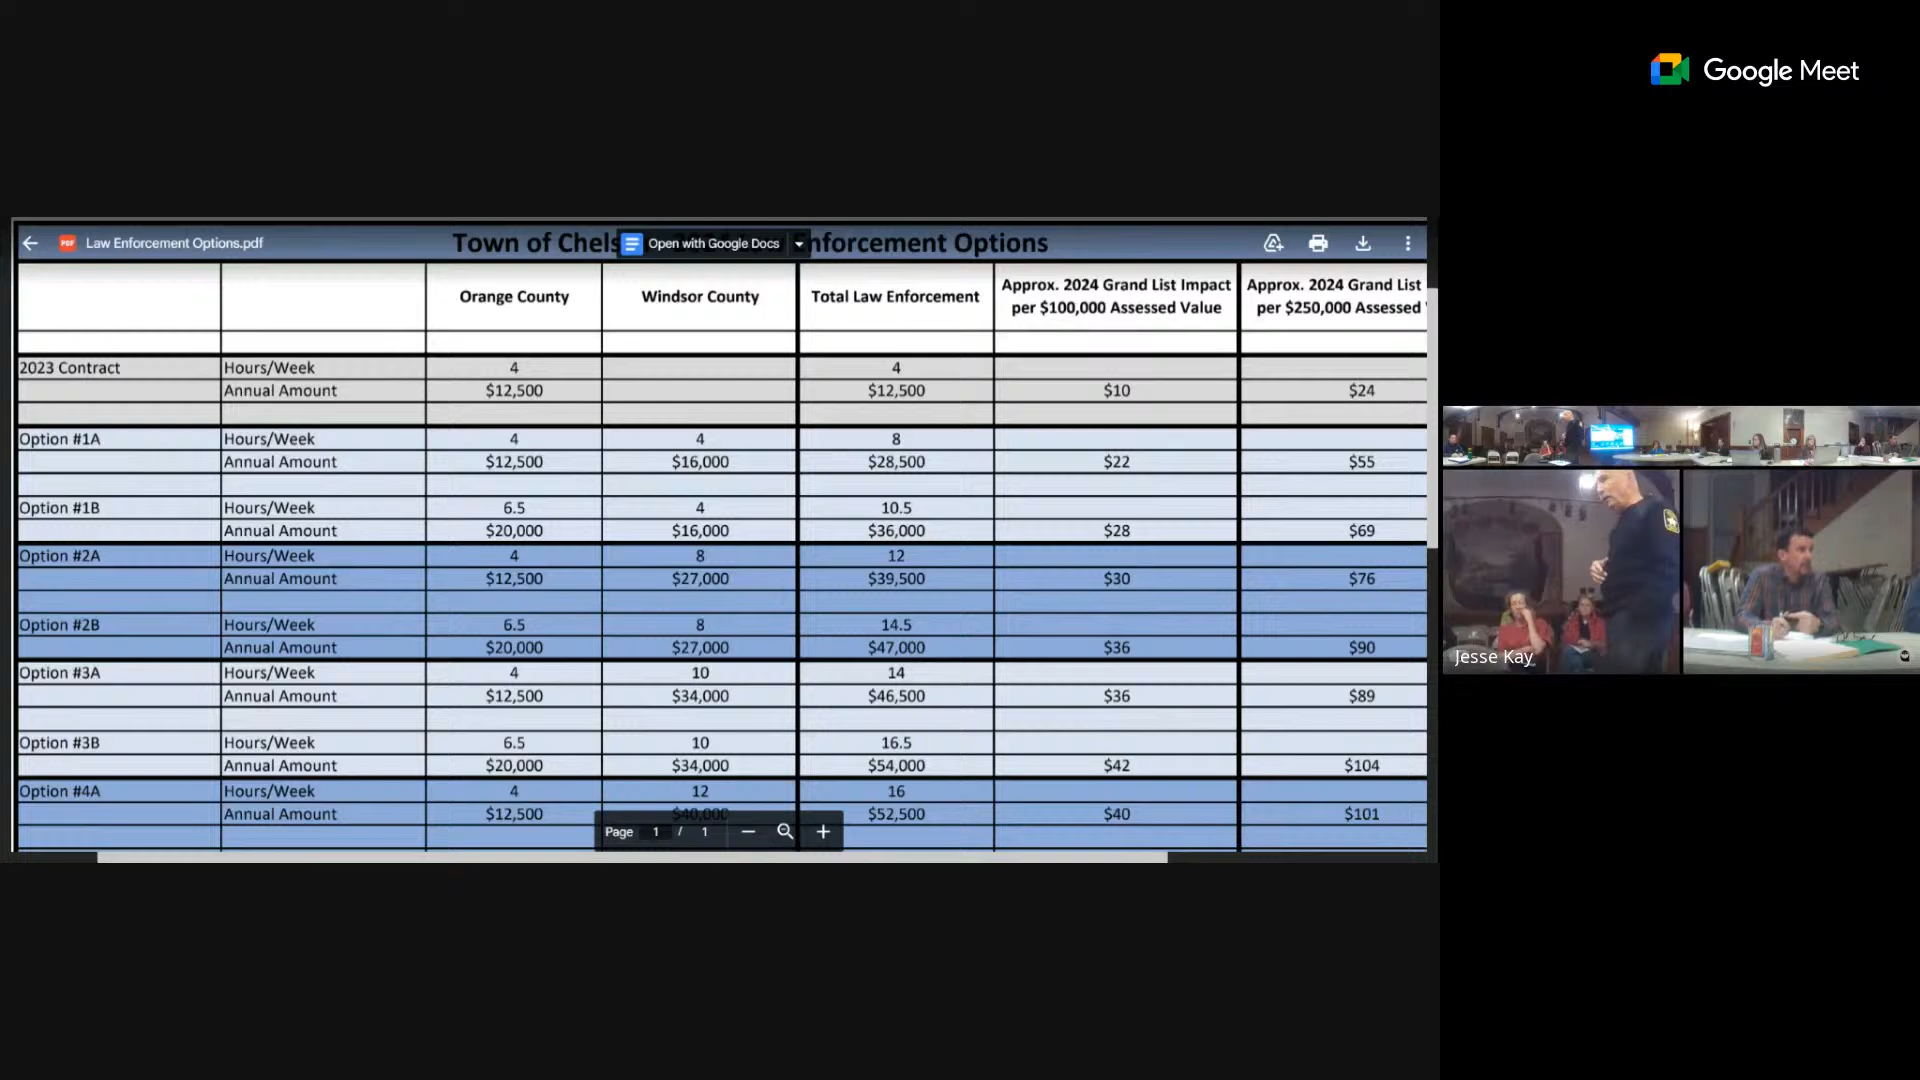 Google Meet
Law Enforcement Options.pdf
Town of Chels
Open with Google Docs
nforcement Options
Orange County Windsor County Total Law Enforcement Approx. 2024 Grand List Impact per $100,000 Assessed Value Approx. 2024 Grand List per $250,000 Assessed
2023 Contract Hours/Week 4 4
Annual Amount $12,500 $12,500 $10 $24
Option #1A Hours/Week 4 4 8
Annual Amount $12,500 $16,000 $28,500 $22 $55
Option #1B Hours/Week 6.5 4 10.5
Annual Amount $20,000 $16,000 $36,000 $28 $69
Option #2A Hours/Week 4 8 12
Annual Amount $12,500 $27,000 $39,500 $30 $76
Option #2B Hours/Week 6.5 8 14.5
Annual Amount $20,000 $27,000 $47,000 $36 $90
Option #3A Hours/Week 4 10 14
Annual Amount $12,500 $34,000 $46,500 $36 $89
Option #3B Hours/Week 6.5 10 16.5
Annual Amount $20,000 $34,000 $54,000 $42 $104
Option #4A Hours/Week 4 12 16
Annual Amount $12,500 $40,000 $52,500 $40 $101
Page 1 / 1
Jesse Kay